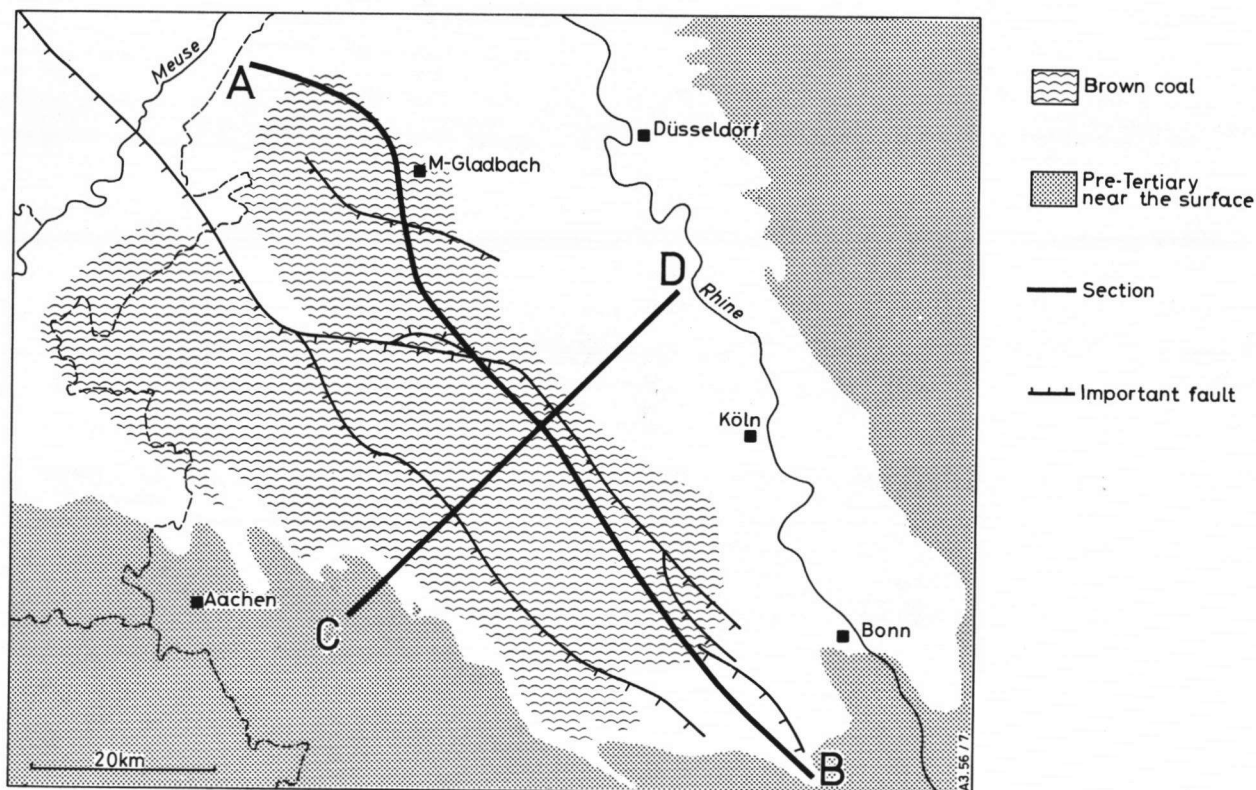 Meuse
A
Düsseldorf
M-Gladbach
D
Rhine
Köln
Aachen
C
Bonn
B
20km
A3.56/7.
Brown coal
Pre-Tertiary
near the surface
Section
Important fault